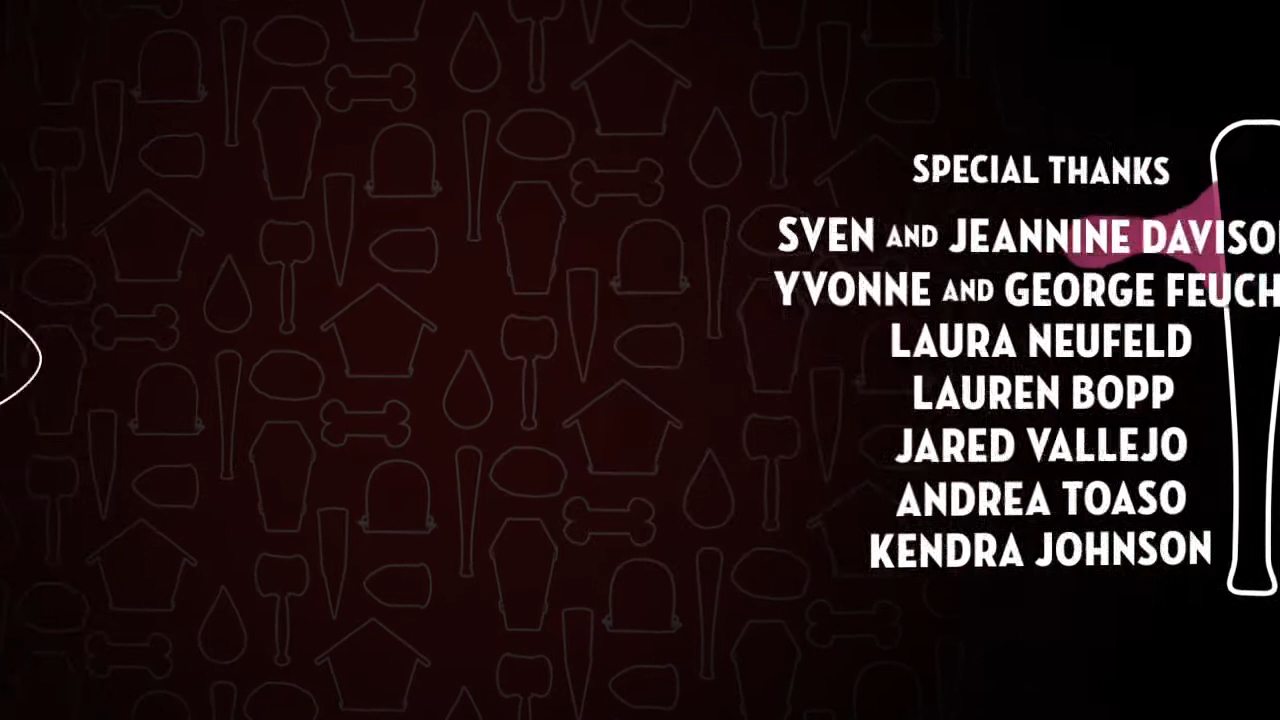 SPECIAL THANKS
SVEN AND JEANNINE DAVISO
YVONNE AND GEORGE FEUCH
LAURA NEUFELD
LAUREN BOPP
JARED VALLEJO
ANDREA TOASO
KENDRA JOHNSON